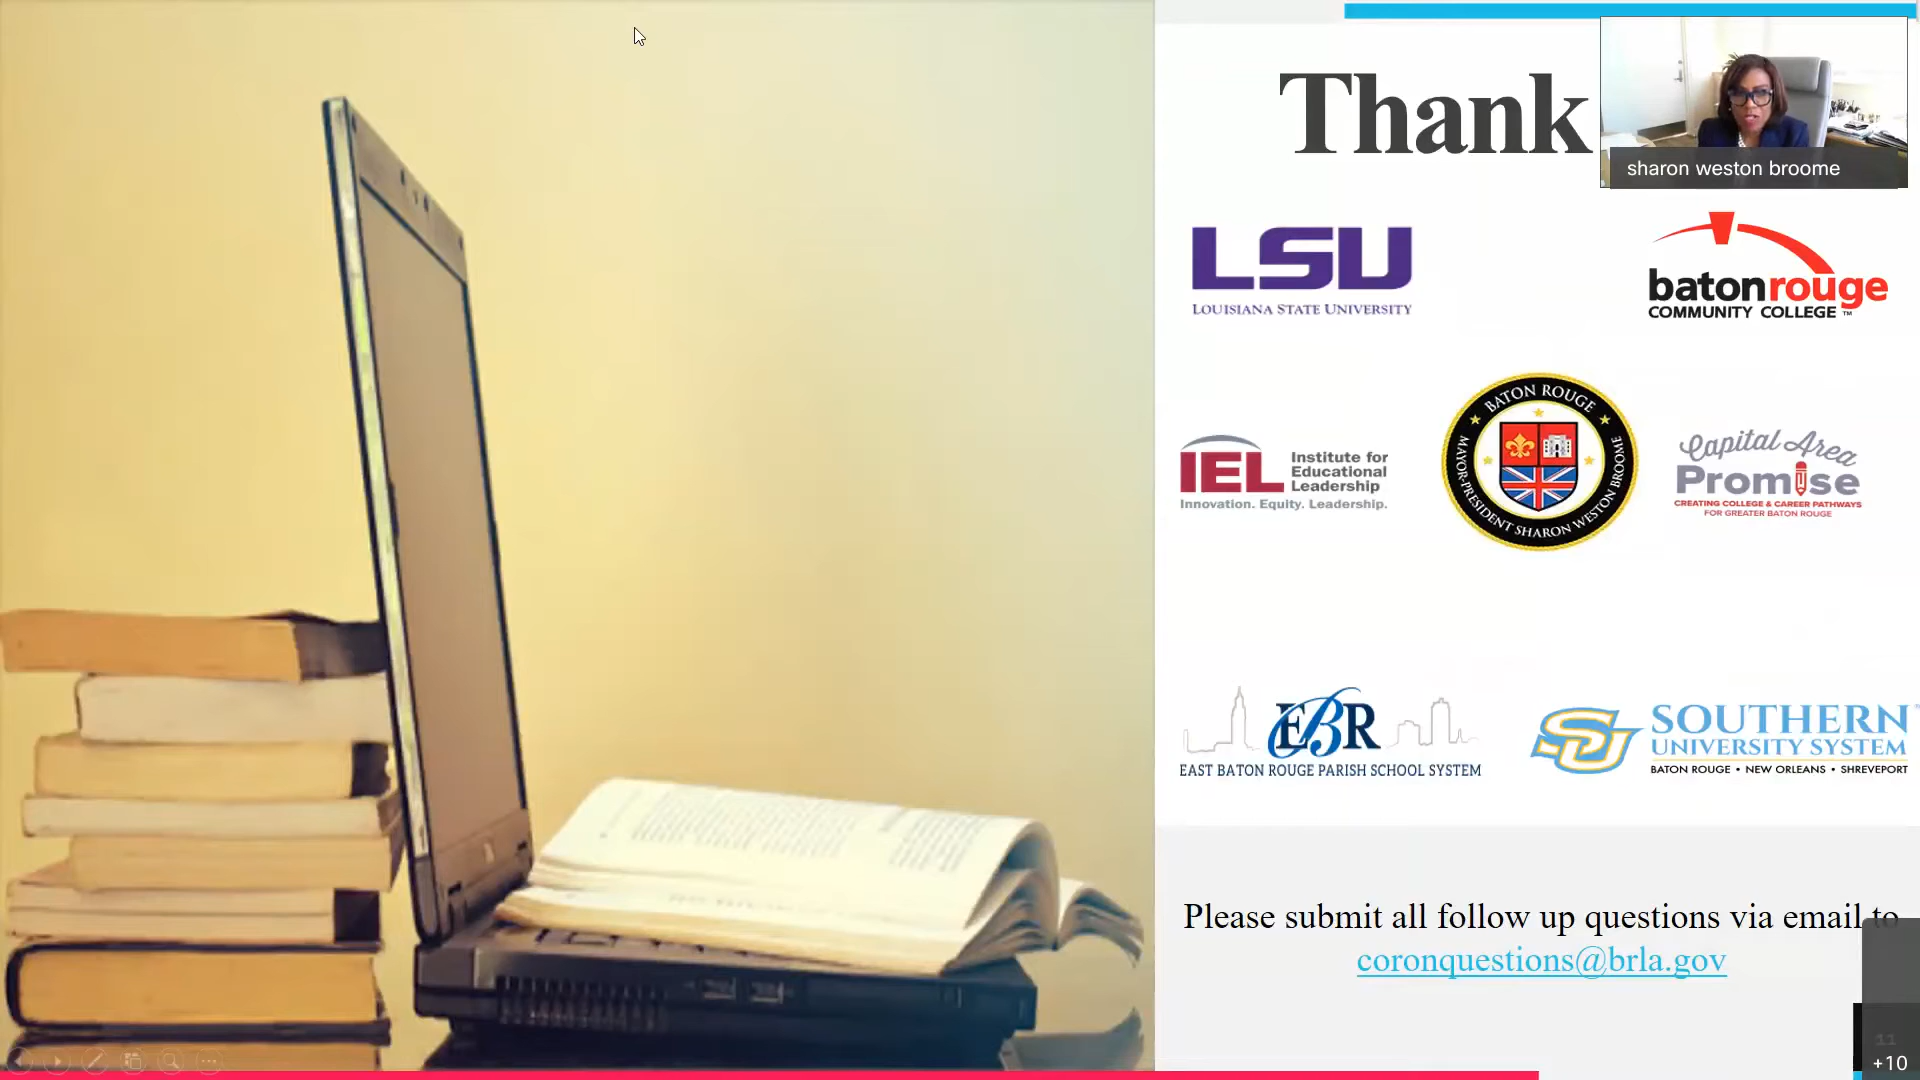 Thank
sharon weston broome
LSU
LOUISIANA STATE UNIVERSITY
batonrouge
COMMUNITY COLLEGE ™
IEL
Institute for
Educational
Leadership
Innovation. Equity. Leadership.
BATON ROUGE
MAYOR-PRESIDENT SHARON WESTON BROOME
Capital Area
Promise
CREATING COLLEGE & CAREER PATHWAYS
FOR GREATER BATON ROUGE
EBR
EAST BATON ROUGE PARISH SCHOOL SYSTEM
SU
SOUTHERN
UNIVERSITY SYSTEM
BATON ROUGE • NEW ORLEANS • SHREVEPORT
Please submit all follow up questions via email to
coronquestions@brla.gov
11
+10